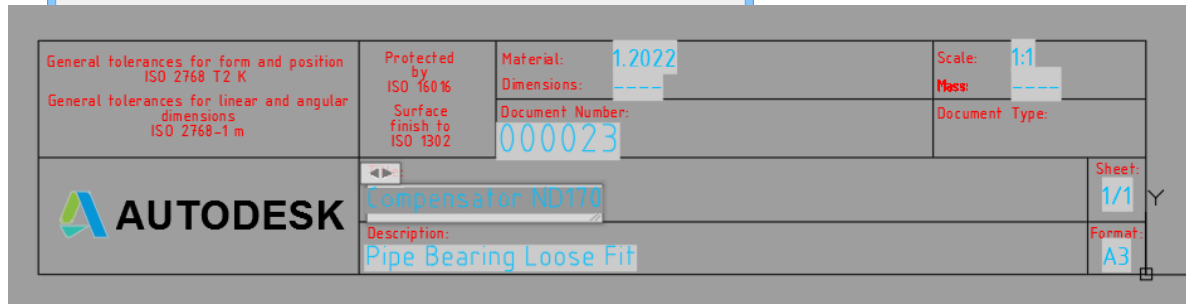 General tolerances for form and position
ISO 2768 T2 K
General tolerances for linear and angular
dimensions
ISO 2768-1 m
Protected
by
ISO 16016
Surface
finish to
ISO 1302
Material: 1.2022
Dimensions: ----
Document Number:
000023
Scale: 1:1
Mass: ----
Document Type:
AUTODESK
Compensator ND170
Sheet:
1/1
Y
Description:
Pipe Bearing Loose Fit
Format:
A3